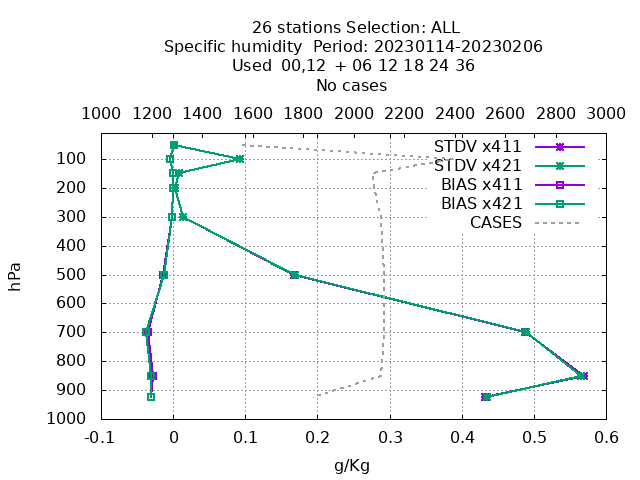 26 stations Selection: ALL
Specific humidity  Period: 20230114-20230206
Used  00,12  + 06 12 18 24 36
No cases
1000 1200 1400 1600 1800 2000 2200 2400 2600 2800 3000
STDV x411
STDV x421
BIAS x411
BIAS x421
CASES
100
200
300
400
500
600
700
800
900
1000
hPa
-0.1 0 0.1 0.2 0.3 0.4 0.5 0.6
g/Kg